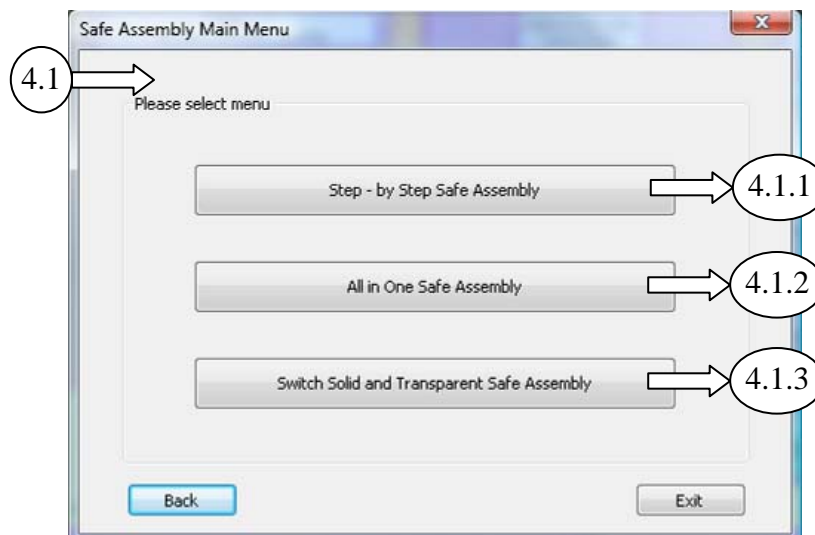 Safe Assembly Main Menu
X
4.1
Please select menu
Step - by Step Safe Assembly
4.1.1
All in One Safe Assembly
4.1.2
Switch Solid and Transparent Safe Assembly
4.1.3
Back
Exit